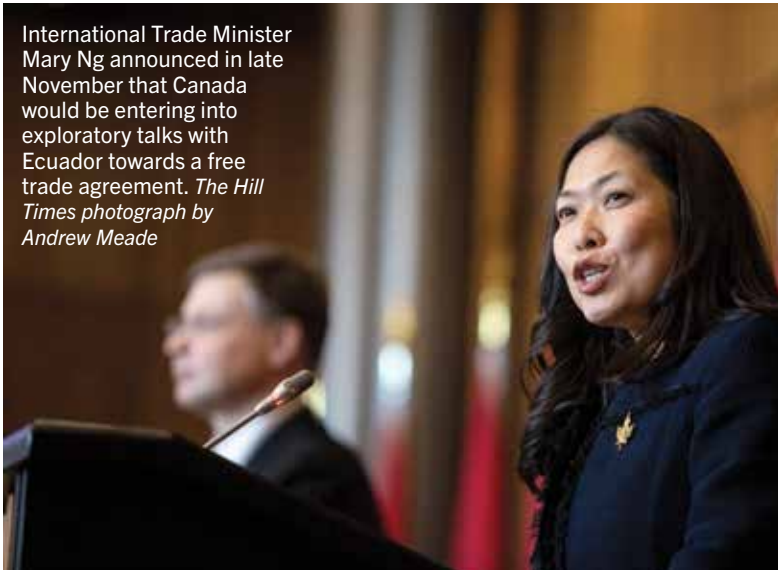 International Trade Minister
Mary Ng announced in late
November that Canada
would be entering into
exploratory talks with
Ecuador towards a free
trade agreement. The Hill
Times photograph by
Andrew Meade